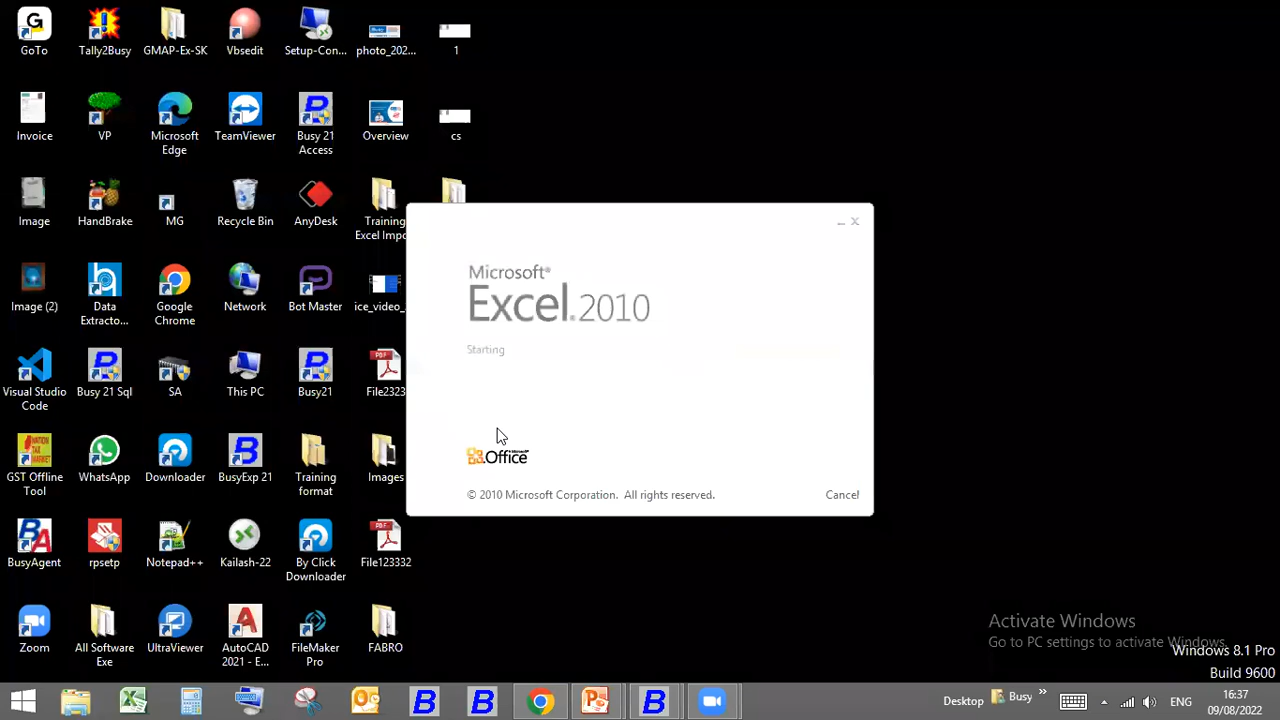 GoTo
Tally2Busy
GMAP-Ex-SK
Vbsedit
Setup-Con...
photo_202...
1
Invoice
VP
Microsoft
Edge
TeamViewer
Busy 21
Access
Overview
cs
Image
HandBrake
MG
Recycle Bin
AnyDesk
Training
Excel Impo
Image (2)
Data
Extracto...
Google
Chrome
Network
Bot Master
ice_video_
Visual Studio
Code
Busy 21 Sql
SA
This PC
Busy21
File2323
GST Offline
Tool
WhatsApp
Downloader
BusyExp 21
Training
format
Images
BusyAgent
rpsetp
Notepad++
Kailash-22
By Click
Downloader
File123332
Zoom
All Software
Exe
UltraViewer
AutoCAD
2021 - E...
FileMaker
Pro
FABRO
Microsoft®
Excel® 2010
Starting
Microsoft®
Office
© 2010 Microsoft Corporation. All rights reserved.
Cancel
Activate Windows
Go to PC settings to activate Windows.
Windows 8.1 Pro
Build 9600
Desktop
Busy
ENG
16:37
09/08/2022